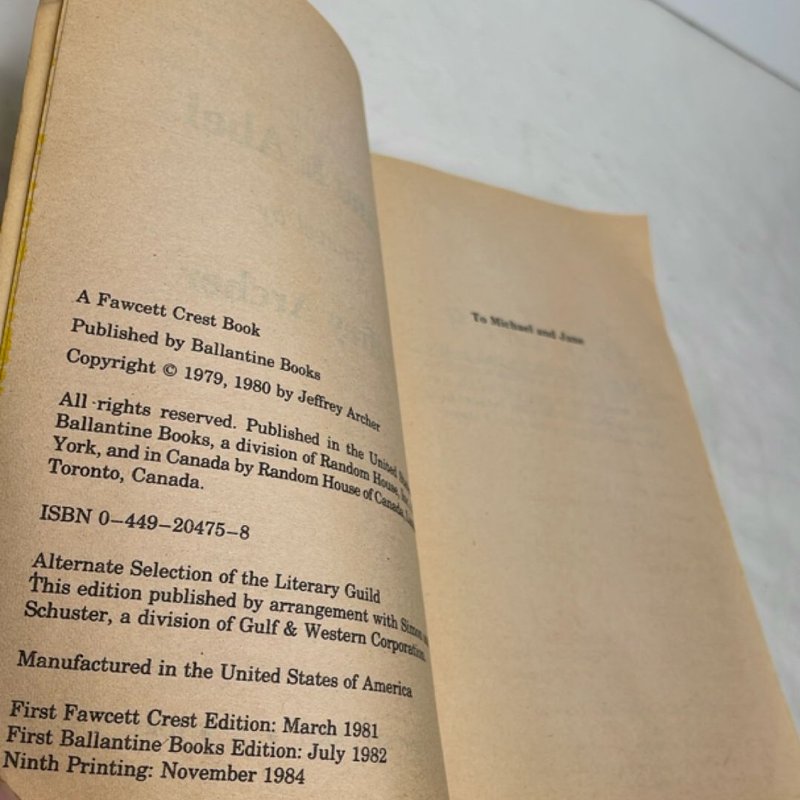 A Fawcett Crest Book
Published by Ballantine Books
Copyright © 1979, 1980 by Jeffrey Archer
All rights reserved. Published in the United
Ballantine Books, a division of Random House,
York, and in Canada by Random House of Canada
Toronto, Canada.
ISBN 0-449-20475-8
Alternate Selection of the Literary Guild
This edition published by arrangement with Simon
Schuster, a division of Gulf & Western Corporation.
Manufactured in the United States of America
First Fawcett Crest Edition: March 1981
First Ballantine Books Edition: July 1982
Ninth Printing: November 1984
To Michael and Jane